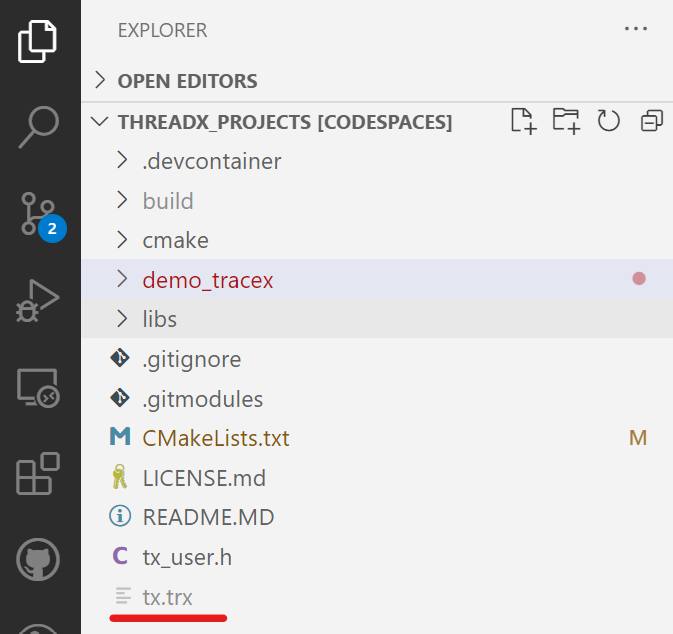 EXPLORER
OPEN EDITORS
THREADX_PROJECTS [CODESPACES]
.devcontainer
build
2
cmake
demo_tracex
libs
.gitignore
.gitmodules
CMakeLists.txt M
LICENSE.md
README.MD
C tx_user.h
tx.trx